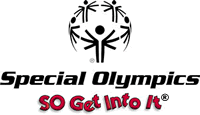 ®
Special Olympics
SO Get Into It®